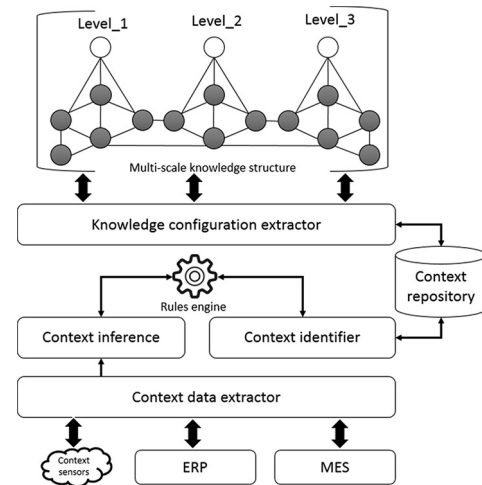 Level_1
Level_2
Level_3
Multi-scale knowledge structure
Knowledge configuration extractor
Rules engine
Context
repository
Context inference
Context identifier
Context data extractor
Context
sensors
ERP
MES